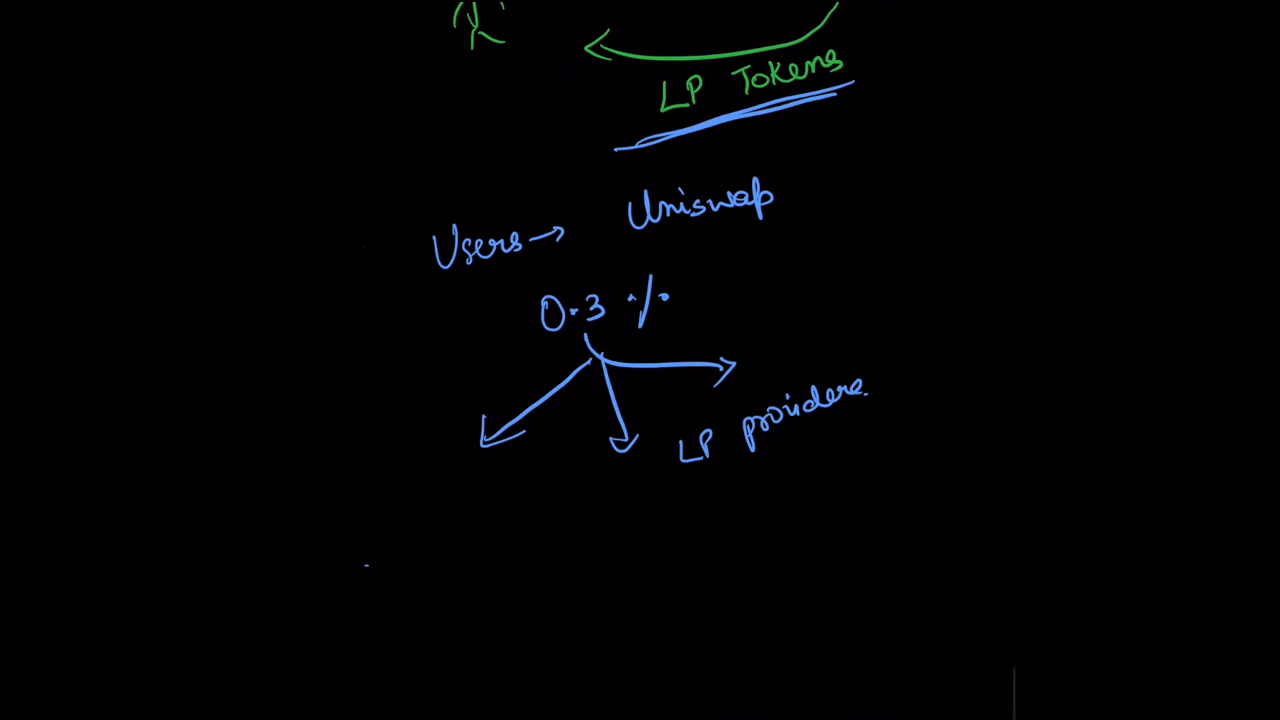 LP Tokens
Uniswap
Users →
0.3 %
LP providers.